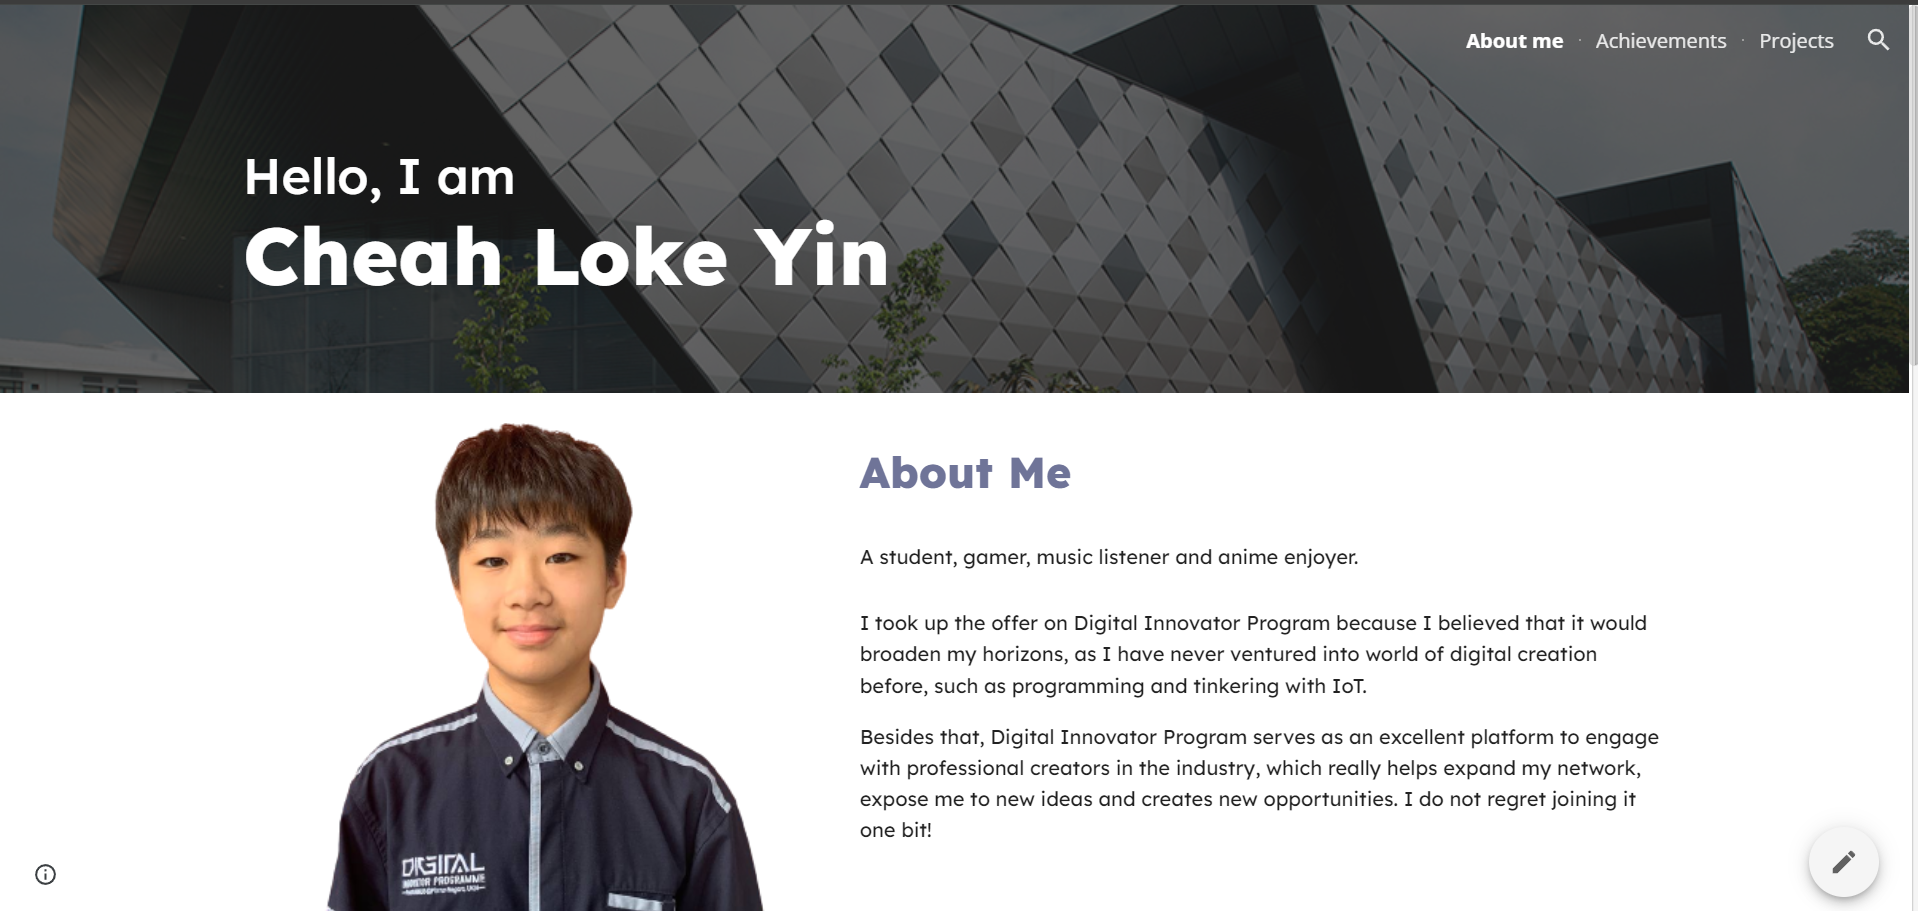 About me · Achievements · Projects
Hello, I am
Cheah Loke Yin
About Me
A student, gamer, music listener and anime enjoyer.
I took up the offer on Digital Innovator Program because I believed that it would
broaden my horizons, as I have never ventured into world of digital creation
before, such as programming and tinkering with IoT.
Besides that, Digital Innovator Program serves as an excellent platform to engage
with professional creators in the industry, which really helps expand my network,
expose me to new ideas and creates new opportunities. I do not regret joining it
one bit!
DIGITAL
INNOVATOR PROGRAMME